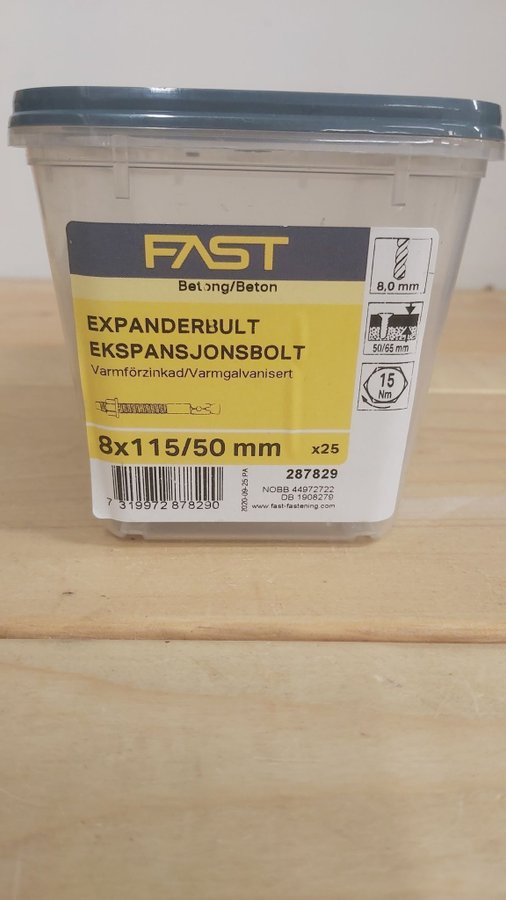 FAST
Betong/Beton
8,0 mm
EXPANDERBULT
EKSPANSJONSBOLT
Varmförzinkad/Varmgalvanisert
50/65 mm
15
Nm
8x115/50 mm x25
287829
7 319972 878290
2020-09-25 PA
NOBB 44972722
DB 1908279
www.fast-fastening.com